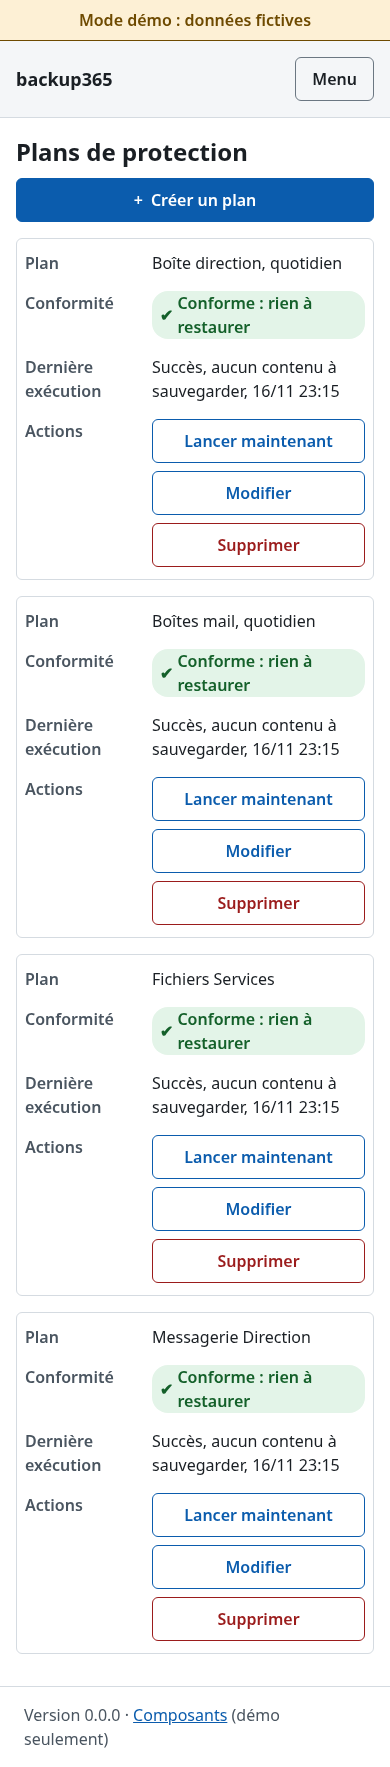 Mode démo : données fictives
backup365
Menu
Plans de protection
+ Créer un plan
Plan
Boîte direction, quotidien
Conformité
✔ Conforme : rien à
restaurer
Dernière
exécution
Succès, aucun contenu à
sauvegarder, 16/11 23:15
Actions
Lancer maintenant
Modifier
Supprimer
Plan
Boîtes mail, quotidien
Conformité
✔ Conforme : rien à
restaurer
Dernière
exécution
Succès, aucun contenu à
sauvegarder, 16/11 23:15
Actions
Lancer maintenant
Modifier
Supprimer
Plan
Fichiers Services
Conformité
✔ Conforme : rien à
restaurer
Dernière
exécution
Succès, aucun contenu à
sauvegarder, 16/11 23:15
Actions
Lancer maintenant
Modifier
Supprimer
Plan
Messagerie Direction
Conformité
✔ Conforme : rien à
restaurer
Dernière
exécution
Succès, aucun contenu à
sauvegarder, 16/11 23:15
Actions
Lancer maintenant
Modifier
Supprimer
Version 0.0.0 · Composants (démo
seulement)